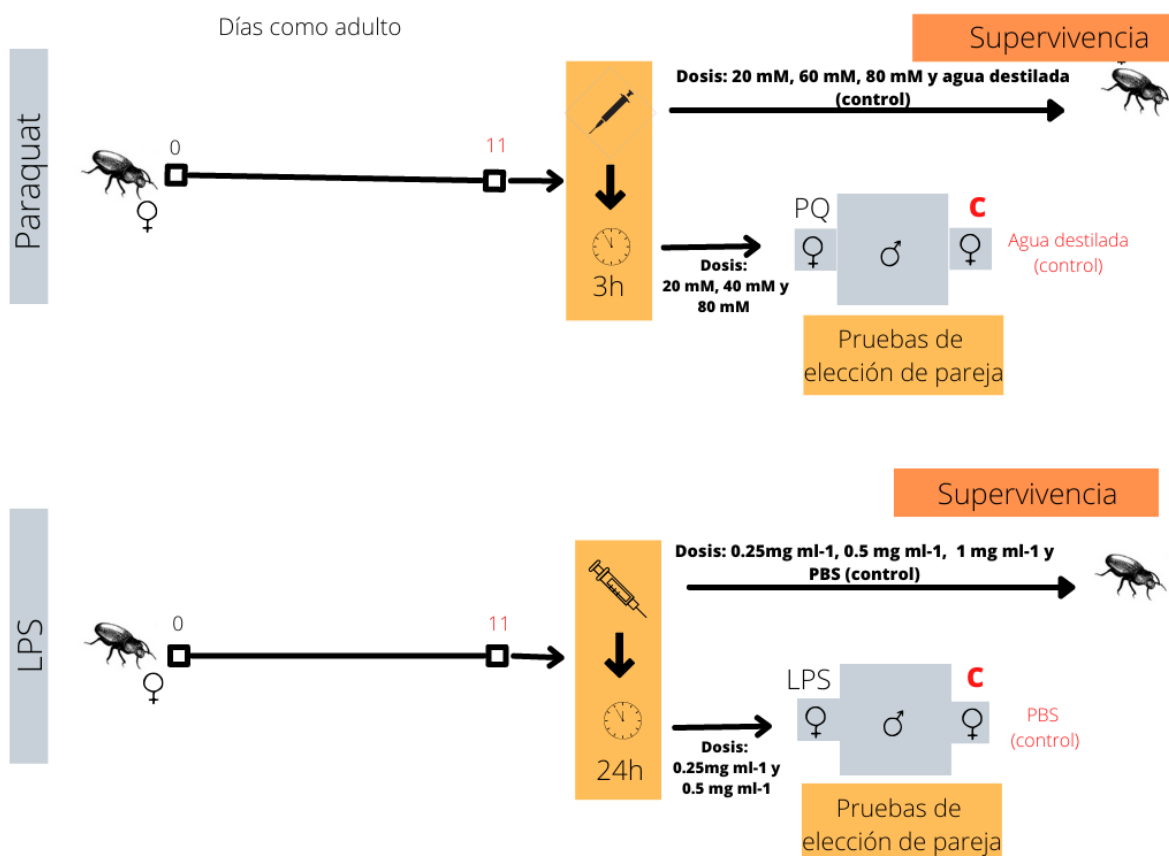 Días como adulto
Supervivencia
Paraquat
Dosis: 20 mM, 60 mM, 80 mM y agua destilada
(control)
0
11
PQ
C
Agua destilada
(control)
3h
Dosis:
20 mM, 40 mM y
80 mM
Pruebas de
elección de pareja
Supervivencia
LPS
Dosis: 0.25mg ml-1, 0.5 mg ml-1, 1 mg ml-1 y
PBS (control)
0
11
LPS
C
PBS
(control)
24h
Dosis:
0.25mg ml-1 y
0.5 mg ml-1
Pruebas de
elección de pareja